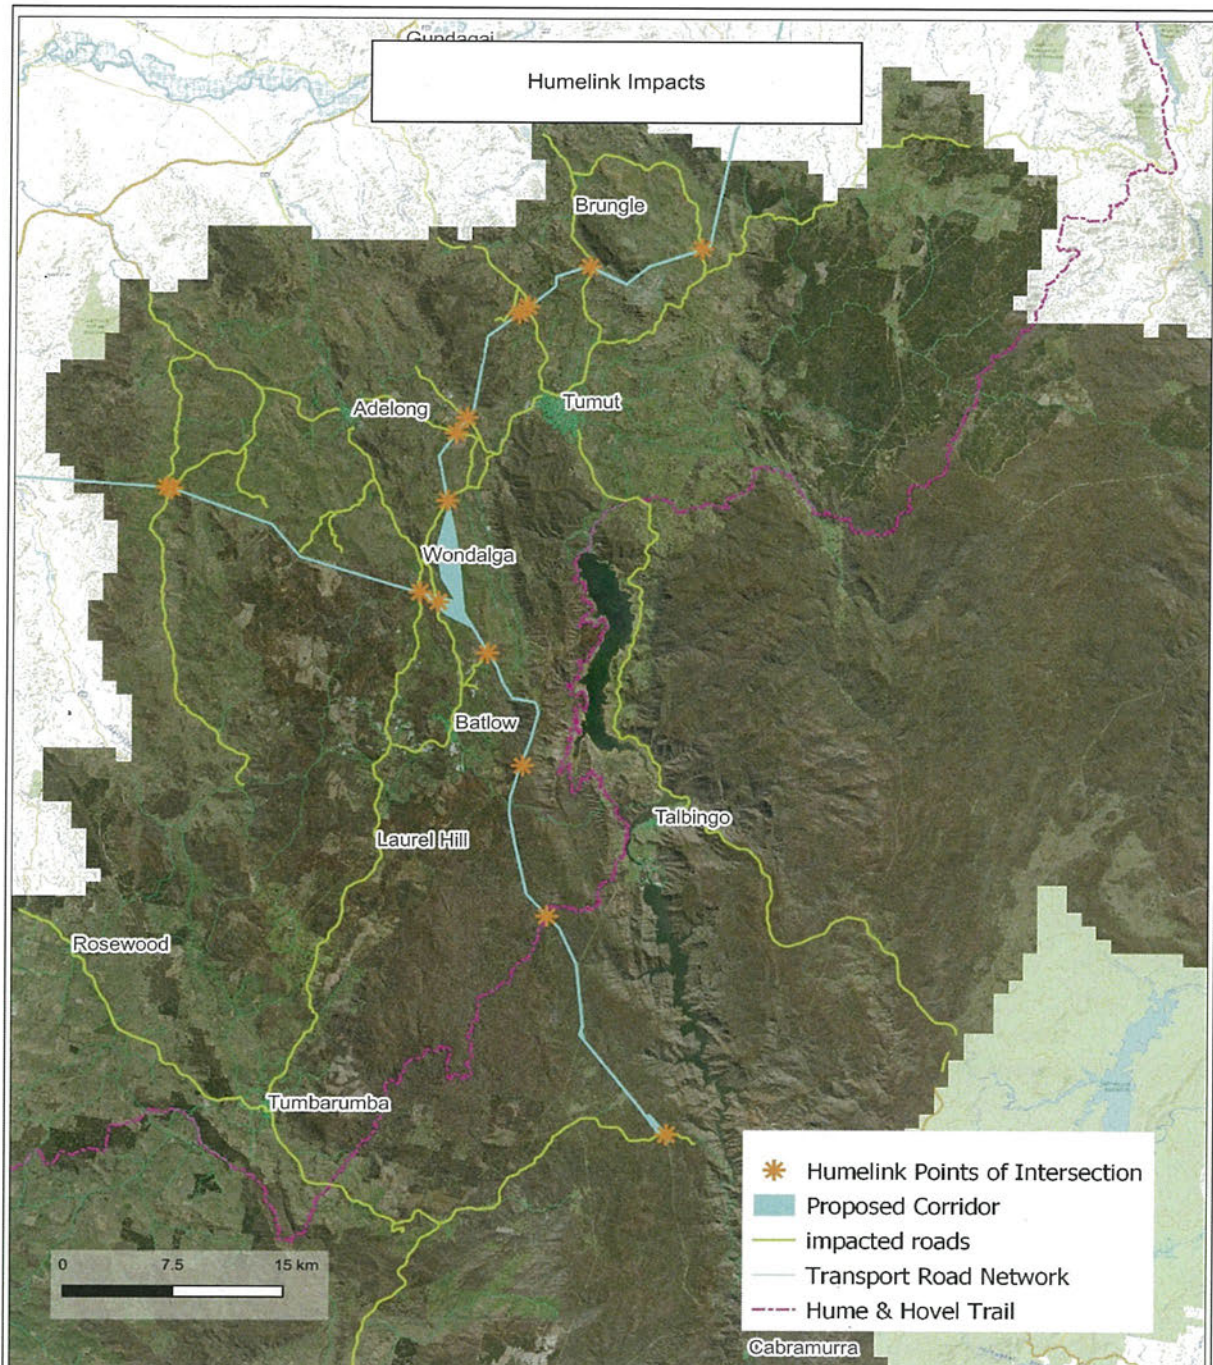 Gundagai
Humelink Impacts
Brungle
Adelong
Tumut
Wondalga
Batlow
Talbingo
Laurel Hill
Rosewood
Tumbarumba
Humelink Points of Intersection
Proposed Corridor
impacted roads
Transport Road Network
Hume & Hovel Trail
0 7.5 15 km
Cabramurra